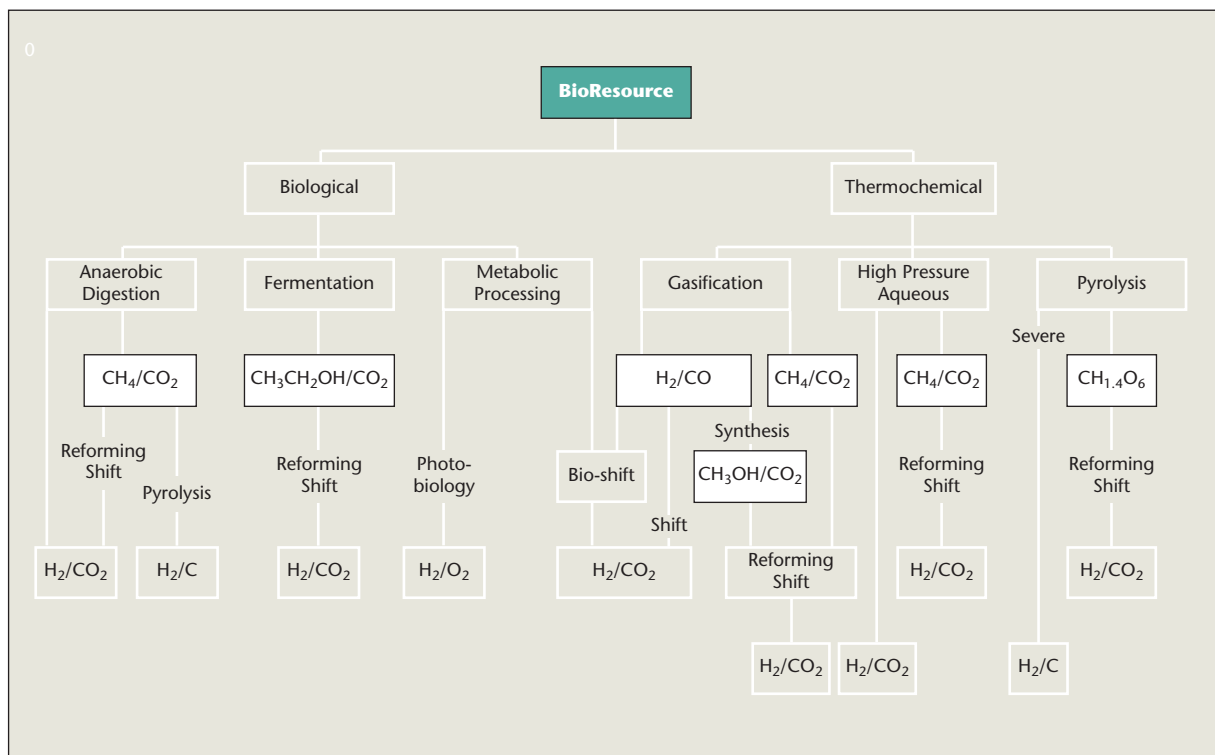 0
BioResource
Biological
Thermochemical
Anaerobic
Digestion
Fermentation
Metabolic
Processing
Gasification
High Pressure
Aqueous
Pyrolysis
Severe
CH₄/CO₂
CH₃CH₂OH/CO₂
H₂/CO
CH₄/CO₂
CH₄/CO₂
CH₁.₄O₆
Synthesis
Reforming
Shift
Pyrolysis
Reforming
Shift
Photo-
biology
Bio-shift
CH₃OH/CO₂
Reforming
Shift
Reforming
Shift
Shift
H₂/CO₂
H₂/C
H₂/CO₂
H₂/O₂
H₂/CO₂
Reforming
Shift
H₂/CO₂
H₂/CO₂
H₂/CO₂
H₂/CO₂
H₂/C